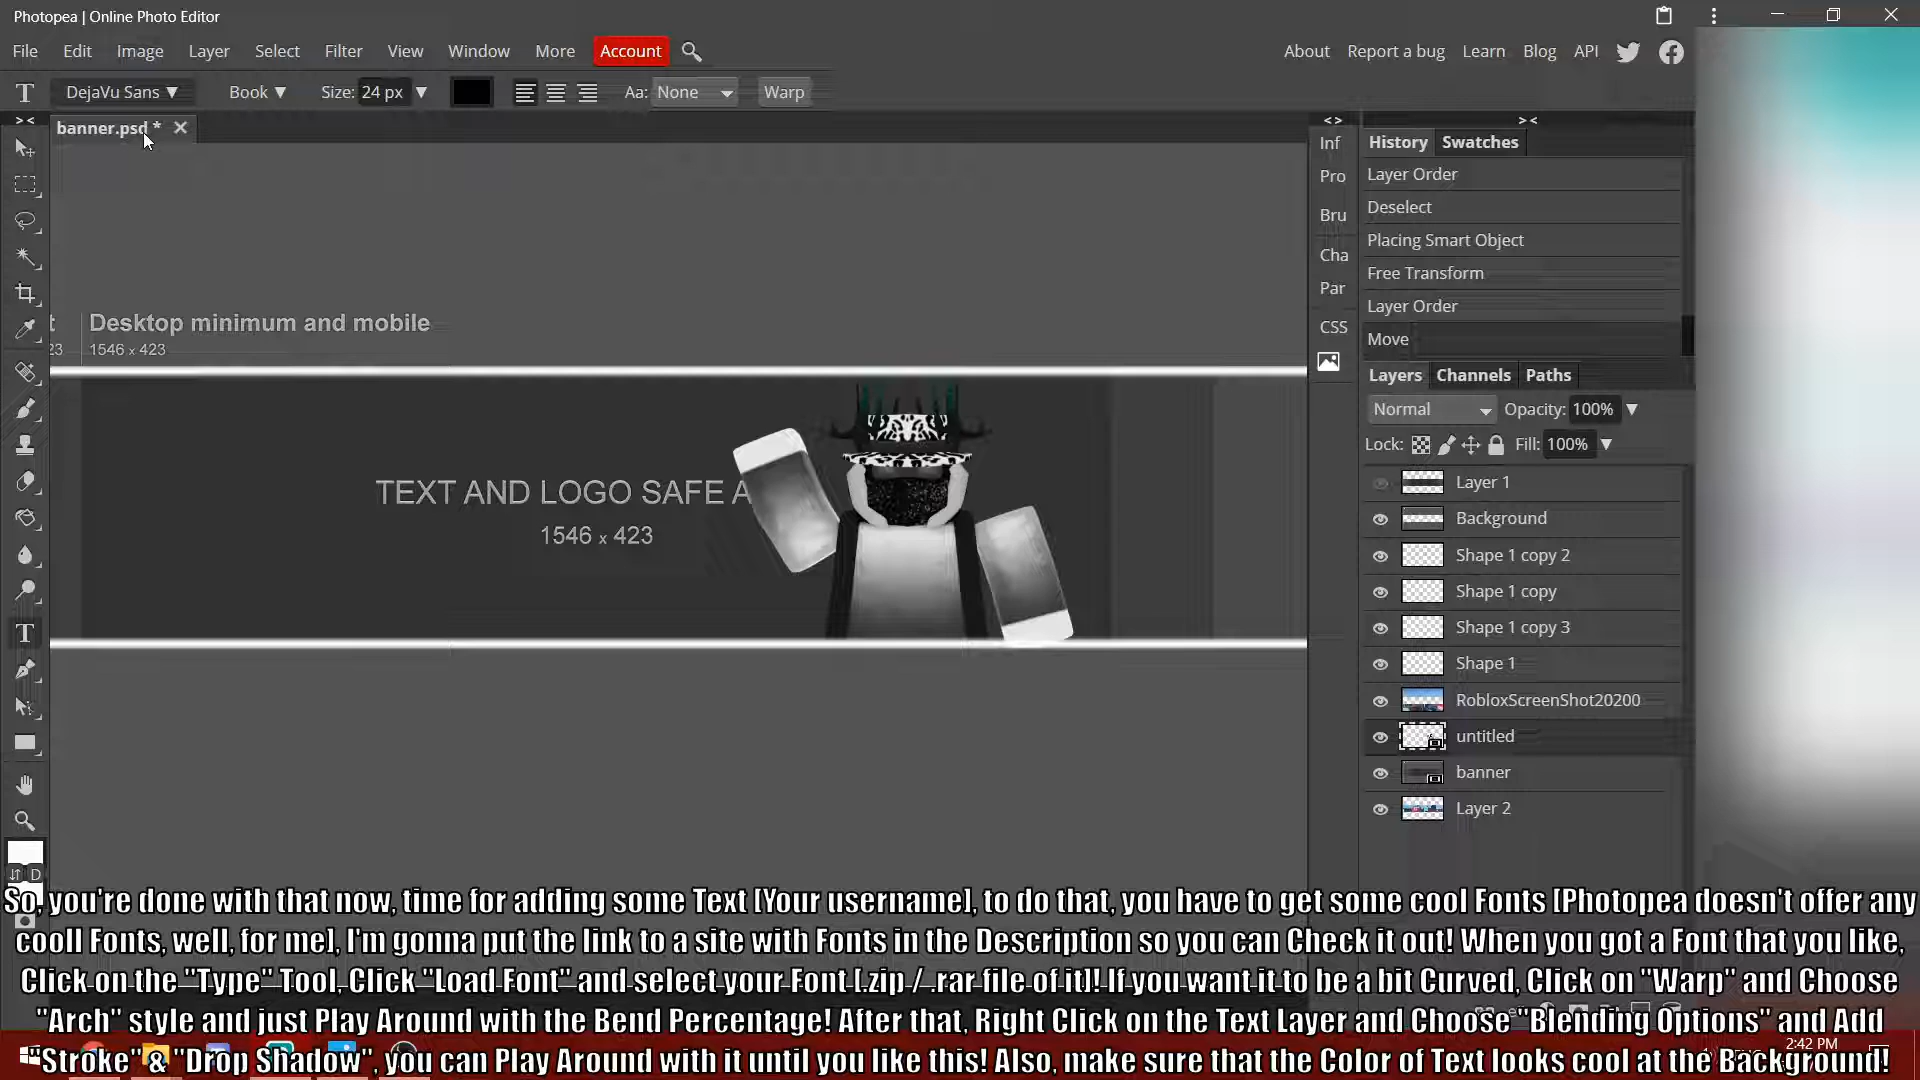 Photopea | Online Photo Editor
File Edit Image Layer Select Filter View Window More Account
About Report a bug Learn Blog API
DejaVu Sans ▼ Book ▼ Size: 24 px ▼ Aa: None Warp
banner.psd *
Inf
Pro
Bru
Cha
Par
CSS
History Swatches
Layer Order
Deselect
Placing Smart Object
Free Transform
Layer Order
Move
Layers Channels Paths
Normal Opacity: 100% ▼
Lock: Fill: 100% ▼
Layer 1
Background
Shape 1 copy 2
Shape 1 copy
Shape 1 copy 3
Shape 1
RobloxScreenShot20200
untitled
banner
Layer 2
t Desktop minimum and mobile
23 1546 x 423
TEXT AND LOGO SAFE A
1546 x 423
D
So, you're done with that now, time for adding some Text [Your username], to do that, you have to get some cool Fonts [Photopea doesn't offer any
cooll Fonts, well, for me], I'm gonna put the link to a site with Fonts in the Description so you can Check it out! When you got a Font that you like,
Click on the "Type" Tool, Click "Load Font" and select your Font [.zip / .rar file of it]! If you want it to be a bit Curved, Click on "Warp" and Choose
"Arch" style and just Play Around with the Bend Percentage! After that, Right Click on the Text Layer and Choose "Blending Options" and Add
"Stroke" & "Drop Shadow", you can Play Around with it until you like this! Also, make sure that the Color of Text looks cool at the Background!
2:42 PM